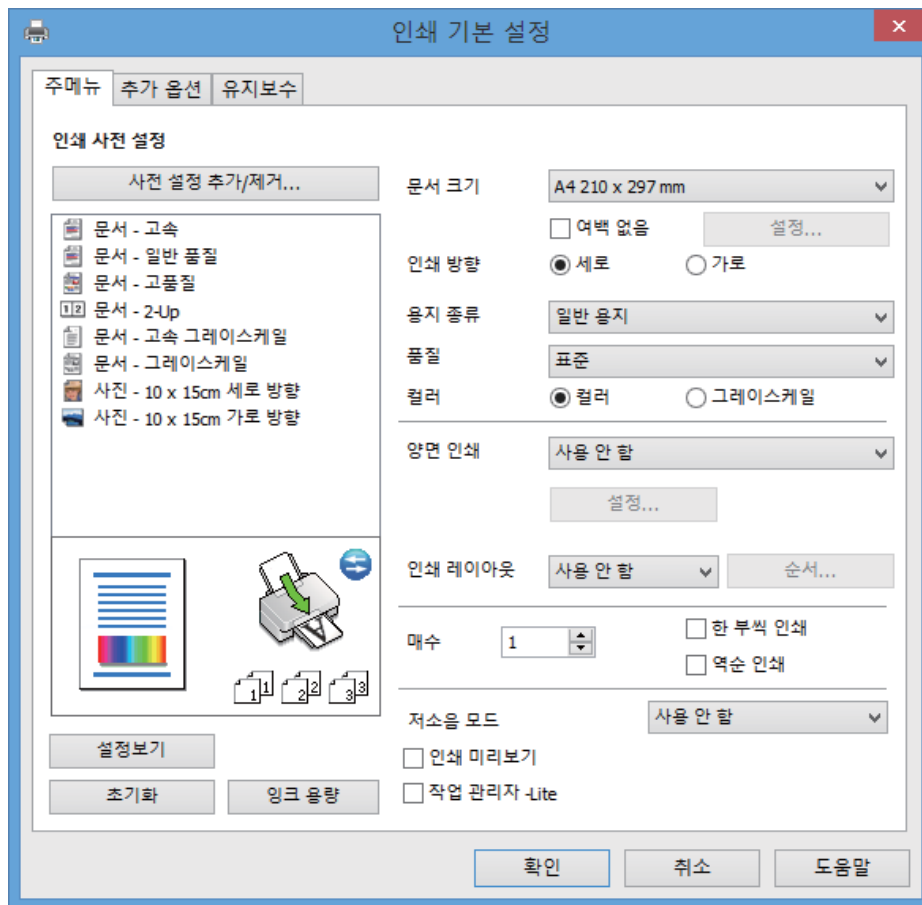 인쇄 기본 설정
주메뉴 추가 옵션 유지보수
인쇄 사전 설정
사전 설정 추가/제거...
문서 - 고속
문서 - 일반 품질
문서 - 고품질
1 2 문서 - 2-Up
문서 - 고속 그레이스케일
문서 - 그레이스케일
사진 - 10 x 15cm 세로 방향
사진 - 10 x 15cm 가로 방향
1 1 2 2 3 3
설정보기
초기화 잉크 용량
문서 크기 A4 210 x 297 mm
여백 없음 설정...
인쇄 방향 세로 가로
용지 종류 일반 용지
품질 표준
컬러 컬러 그레이스케일
양면 인쇄 사용 안 함
설정...
인쇄 레이아웃 사용 안 함 순서...
매수 1 한 부씩 인쇄
역순 인쇄
저소음 모드 사용 안 함
인쇄 미리보기
작업 관리자 -Lite
확인 취소 도움말